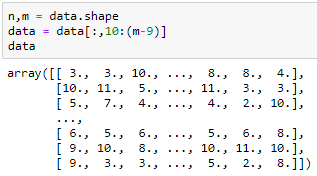 n,m = data.shape
data = data[:,10:(m-9)]
data
array([[ 3., 3., 10., ..., 8., 8., 4.],
[10., 11., 5., ..., 11., 3., 3.],
[ 5., 7., 4., ..., 4., 2., 10.],
...,
[ 6., 5., 6., ..., 5., 6., 8.],
[ 9., 10., 8., ..., 10., 11., 10.],
[ 9., 3., 3., ..., 5., 2., 8.]])